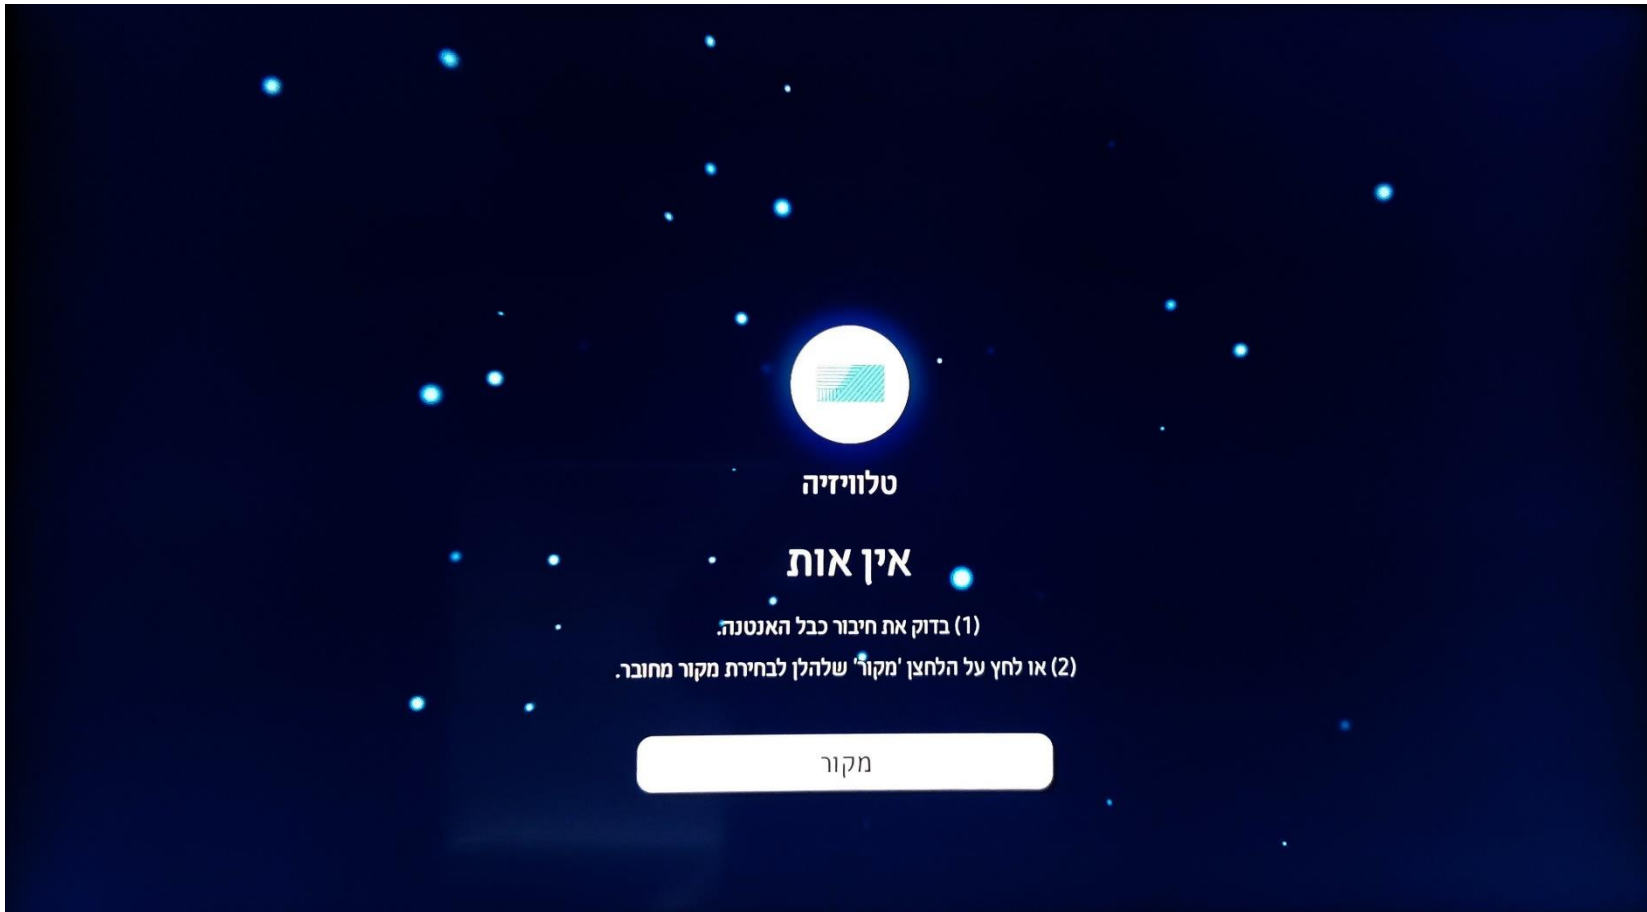 טלוויזיה
אין אות
(1) בדוק את חיבור כבל האנטנה.
(2) או לחץ על הלחצן 'מקור' שלהלן לבחירת מקור מחובר.
מקור